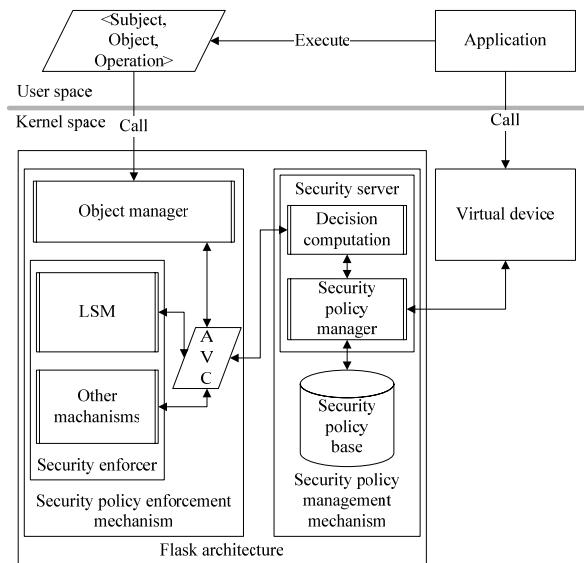 <Subject,
Object,
Operation>
Execute
Application
User space
Kernel space
Call
Call
Object manager
Security server
Decision
computation
Virtual device
LSM
Security
policy
manager
A
V
C
Other
machanisms
Security
policy
base
Security enforcer
Security policy enforcement
mechanism
Security policy
management
mechanism
Flask architecture